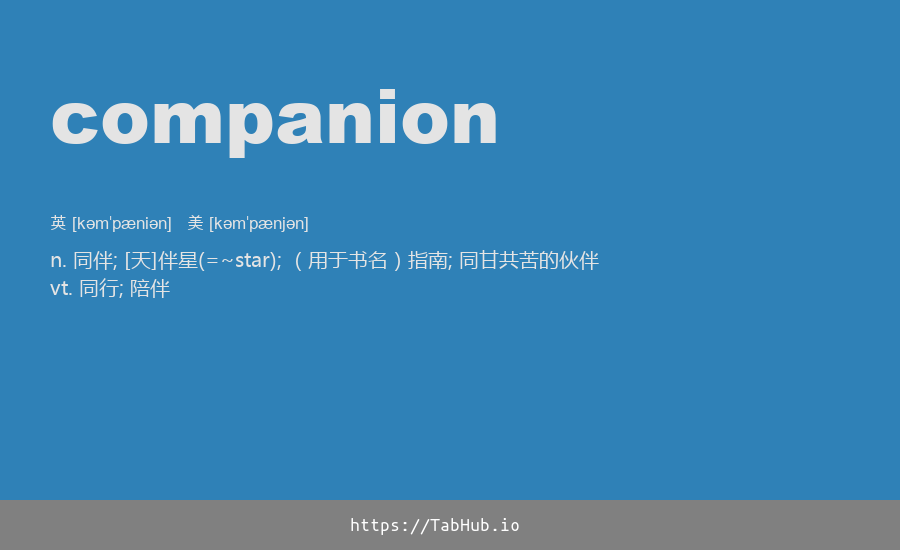 companion
英 [kəmˈpæniən] 美 [kəmˈpænjən]
n. 同伴; [天]伴星(=~star); （用于书名）指南; 同甘共苦的伙伴
vt. 同行; 陪伴
https://TabHub.io